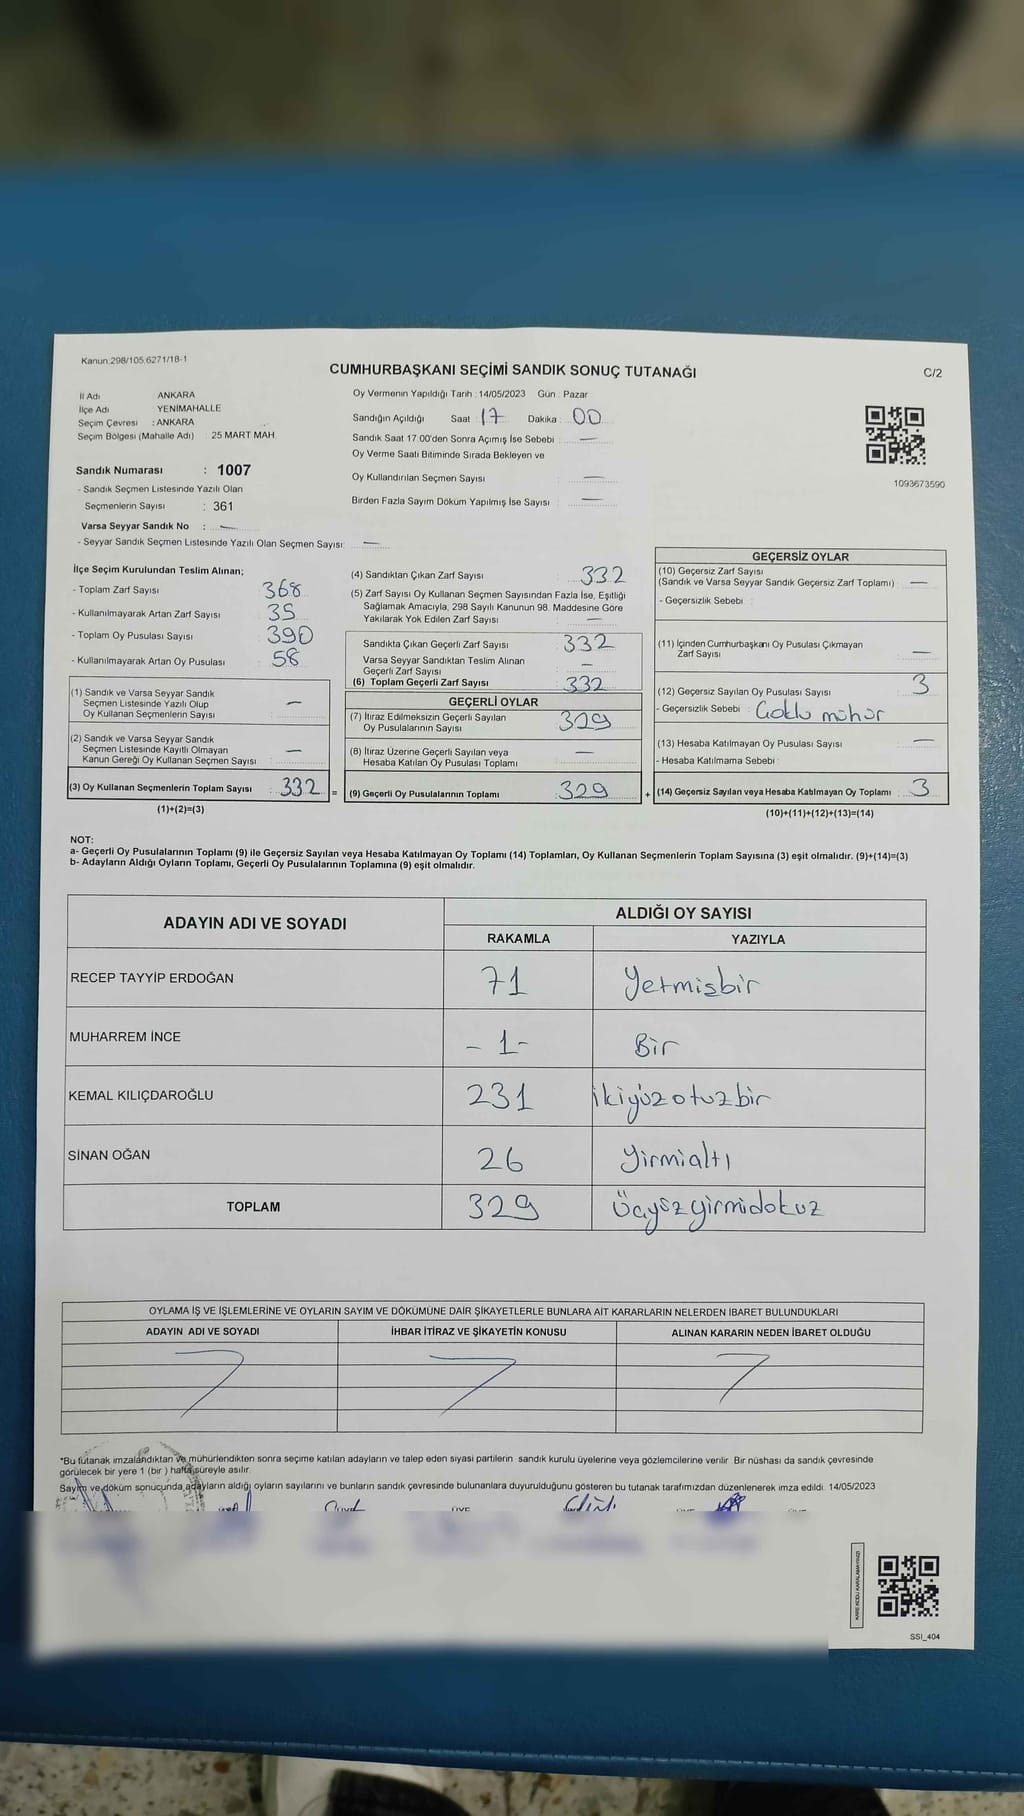 Kanun:298/105,6271/18-1
CUMHURBAŞKANI SEÇİMİ SANDIK SONUÇ TUTANAĞI
C/2
İl Adı ANKARA
İlçe Adı YENİMAHALLE
Seçim Çevresi : ANKARA
Seçim Bölgesi (Mahalle Adı) : 25 MART MAH.
Sandık Numarası : 1007
- Sandık Seçmen Listesinde Yazılı Olan
Seçmenlerin Sayısı : 361
Varsa Seyyar Sandık No : —
- Seyyar Sandık Seçmen Listesinde Yazılı Olan Seçmen Sayısı: —
Oy Vermenin Yapıldığı Tarih : 14/05/2023 Gün : Pazar
Sandığın Açıldığı Saat 17 Dakika : 00
Sandık Saat 17.00'den Sonra Açımış İse Sebebi : —
Oy Verme Saati Bitiminde Sırada Bekleyen ve
Oy Kullandırılan Seçmen Sayısı —
Birden Fazla Sayım Döküm Yapılmış İse Sayısı : —
1093673590
İlçe Seçim Kurulundan Teslim Alınan;
- Toplam Zarf Sayısı : 368
- Kullanılmayarak Artan Zarf Sayısı : 35
- Toplam Oy Pusulası Sayısı : 390
- Kullanılmayarak Artan Oy Pusulası : 58
(1) Sandık ve Varsa Seyyar Sandık
Seçmen Listesinde Yazılı Olup
Oy Kullanan Seçmenlerin Sayısı —
(2) Sandık ve Varsa Seyyar Sandık
Seçmen Listesinde Kayıtlı Olmayan
Kanun Gereği Oy Kullanan Seçmen Sayısı : —
(3) Oy Kullanan Seçmenlerin Toplam Sayısı : 332 =
(1)+(2)=(3)
(4) Sandıktan Çıkan Zarf Sayısı : 332
(5) Zarf Sayısı Oy Kullanan Seçmen Sayısından Fazla İse, Eşitliği
Sağlamak Amacıyla, 298 Sayılı Kanunun 98. Maddesine Göre
Yakılarak Yok Edilen Zarf Sayısı : —
Sandıkta Çıkan Geçerli Zarf Sayısı : 332
Varsa Seyyar Sandıktan Teslim Alınan
Geçerli Zarf Sayısı —
(6) Toplam Geçerli Zarf Sayısı : 332
GEÇERLİ OYLAR
(7) İtiraz Edilmeksizin Geçerli Sayılan
Oy Pusulalarının Sayısı : 329
(8) İtiraz Üzerine Geçerli Sayılan veya
Hesaba Katılan Oy Pusulası Toplamı —
(9) Geçerli Oy Pusulalarının Toplamı : 329 +
GEÇERSİZ OYLAR
(10) Geçersiz Zarf Sayısı
(Sandık ve Varsa Seyyar Sandık Geçersiz Zarf Toplamı) : —
- Geçersizlik Sebebi :
(11) İçinden Cumhurbaşkanı Oy Pusulası Çıkmayan
Zarf Sayısı : —
(12) Geçersiz Sayılan Oy Pusulası Sayısı : 3
- Geçersizlik Sebebi : Çoklu mühür
(13) Hesaba Katılmayan Oy Pusulası Sayısı : —
- Hesaba Katılmama Sebebi :
(14) Geçersiz Sayılan veya Hesaba Katılmayan Oy Toplamı : 3
(10)+(11)+(12)+(13)=(14)
NOT:
a- Geçerli Oy Pusulalarının Toplamı (9) ile Geçersiz Sayılan veya Hesaba Katılmayan Oy Toplamı (14) Toplamları, Oy Kullanan Seçmenlerin Toplam Sayısına (3) eşit olmalıdır. (9)+(14)=(3)
b- Adayların Aldığı Oyların Toplamı, Geçerli Oy Pusulalarının Toplamına (9) eşit olmalıdır.
ADAYIN ADI VE SOYADI ALDIĞI OY SAYISI
RAKAMLA YAZIYLA
RECEP TAYYİP ERDOĞAN 71 Yetmişbir
MUHARREM İNCE - 1 - Bir
KEMAL KILIÇDAROĞLU 231 ikiyüzotuzbir
SİNAN OĞAN 26 Yirmialtı
TOPLAM 329 Üçyüzyirmidokuz
OYLAMA İŞ VE İŞLEMLERİNE VE OYLARIN SAYIM VE DÖKÜMÜNE DAİR ŞİKAYETLERLE BUNLARA AİT KARARLARIN NELERDEN İBARET BULUNDUKLARI
ADAYIN ADI VE SOYADI İHBAR İTİRAZ VE ŞİKAYETİN KONUSU ALINAN KARARIN NEDEN İBARET OLDUĞU
*Bu tutanak imzalandıktan ve mühürlendikten sonra seçime katılan adayların ve talep eden siyasi partilerin sandık kurulu üyelerine veya gözlemcilerine verilir. Bir nüshası da sandık çevresinde
görülecek bir yere 1 (bir ) hafta süreyle asılır.
Sayım ve döküm sonucunda adayların aldığı oyların sayılarını ve bunların sandık çevresinde bulunanlara duyurulduğunu gösteren bu tutanak tarafımızdan düzenlenerek imza edildi. 14/05/2023
KARE KODU KARALAMAYINIZ!
SSI_404